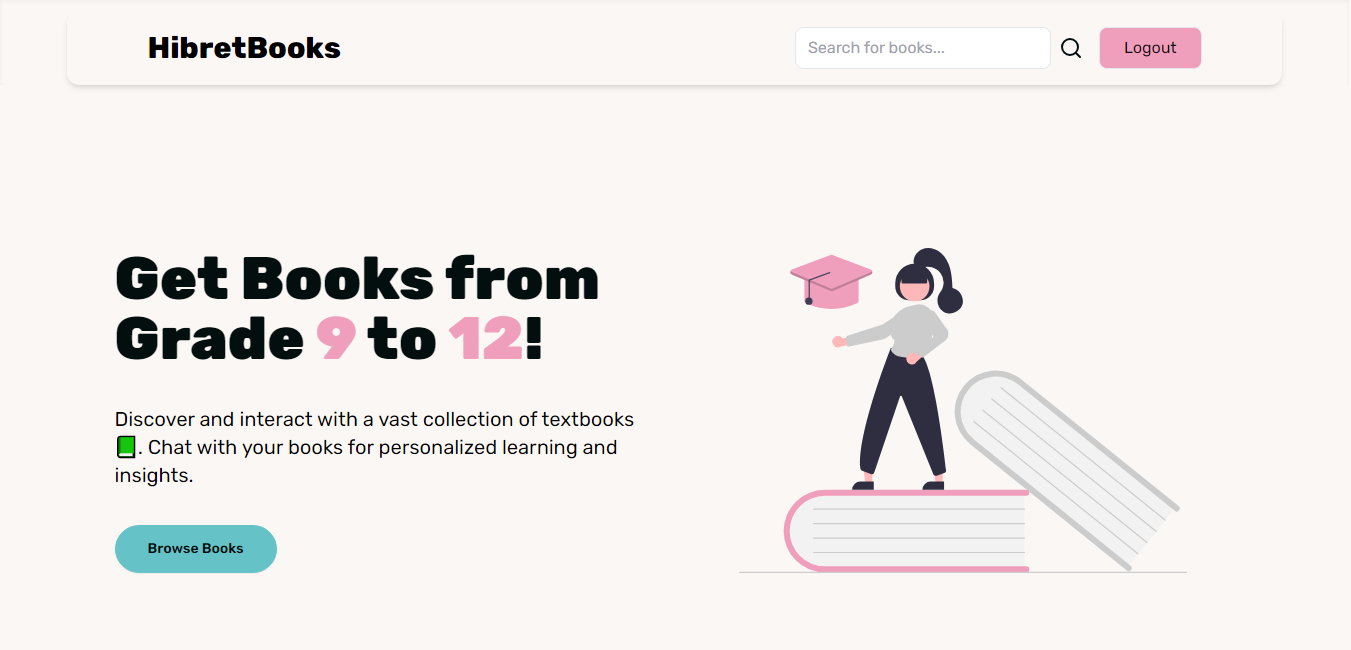 HibretBooks
Search for books...
Logout
Get Books from
Grade 9 to 12!
Discover and interact with a vast collection of textbooks
📗. Chat with your books for personalized learning and
insights.
Browse Books